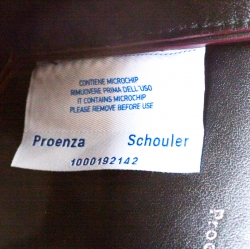 CONTIENE MICROCHIP
RIMUOVERE PRIMA DELL'USO
IT CONTAINS MICROCHIP
PLEASE REMOVE BEFORE USE
Proenza Schouler
1000192142